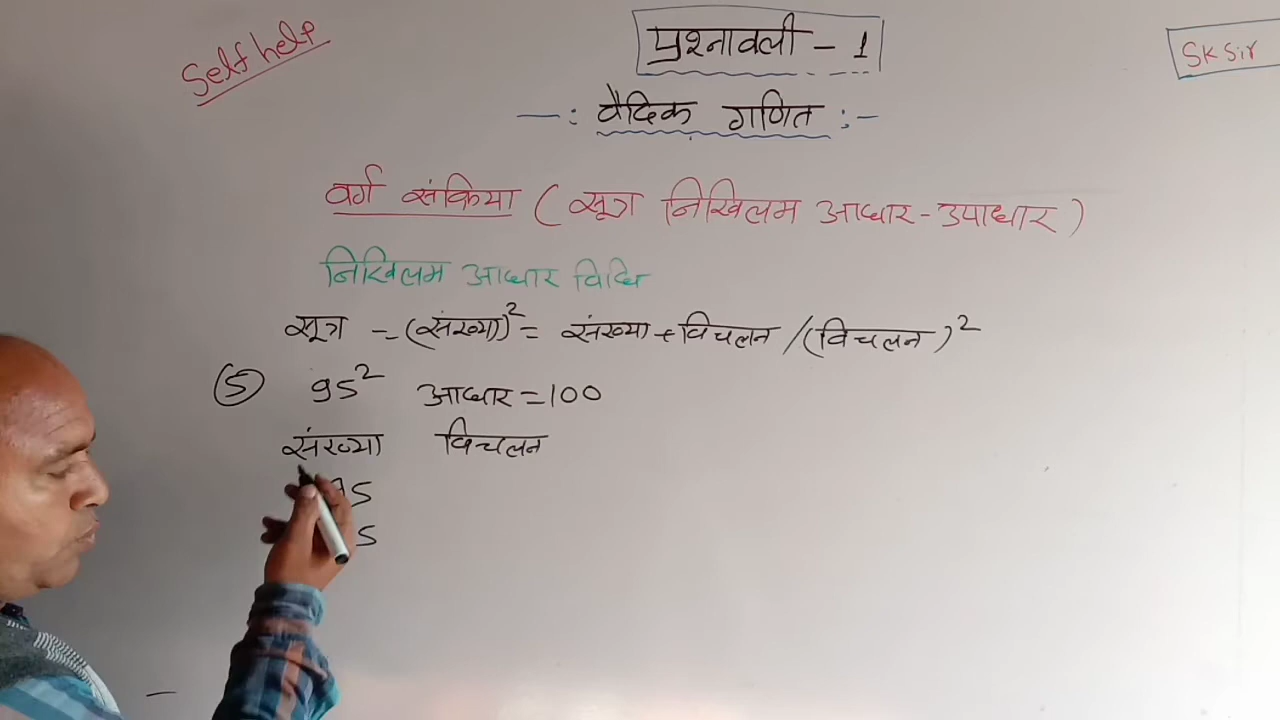 Self help
प्रश्नावली - 1
SK Sir
-: वैदिक गणित :-
वर्ग संक्रिया ( सूत्र निखिलम आधार-उपाधार )
निखिलम आधार विधि
सूत्र - (संख्या)² = संख्या + विचलन / (विचलन)²
(5) 95² आधार = 100
संख्या विचलन
95
5